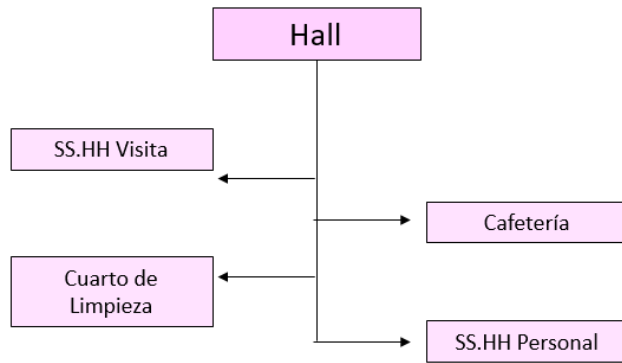 Hall
SS.HH Visita
Cafetería
Cuarto de
Limpieza
SS.HH Personal